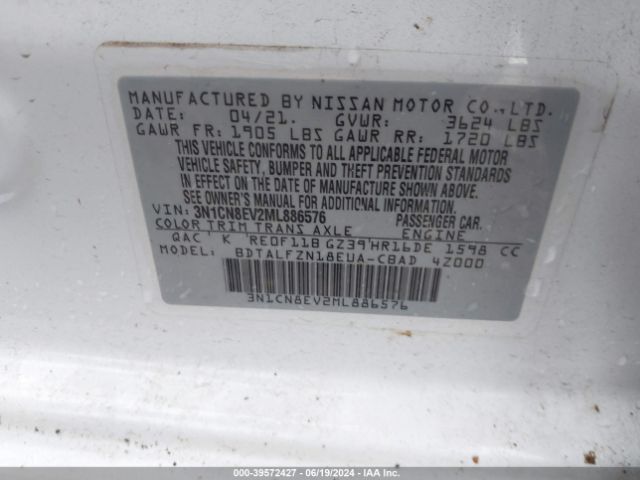 MANUFACTURED BY NISSAN MOTOR CO., LTD.
DATE: 04/21. GVWR: 3624 LBS
GAWR FR: 1905 LBS GAWR RR: 1720 LBS
THIS VEHICLE CONFORMS TO ALL APPLICABLE FEDERAL MOTOR
VEHICLE SAFETY, BUMPER AND THEFT PREVENTION STANDARDS
IN EFFECT ON THE DATE OF MANUFACTURE SHOWN ABOVE.
SEE OWNER'S MANUAL FOR ADDITIONAL INFORMATION
VIN: 3N1CN8EV2ML886576 PASSENGER CAR.
COLOR TRIM TRANS AXLE ENGINE
QAC K RE0F11B GZ39 HR16DE 1598 CC
MODEL: BDTALFZN18EUA-CBAD 4Z000
3N1CN8EV2ML886576
000-39572427 - 06/19/2024 - IAA Inc.